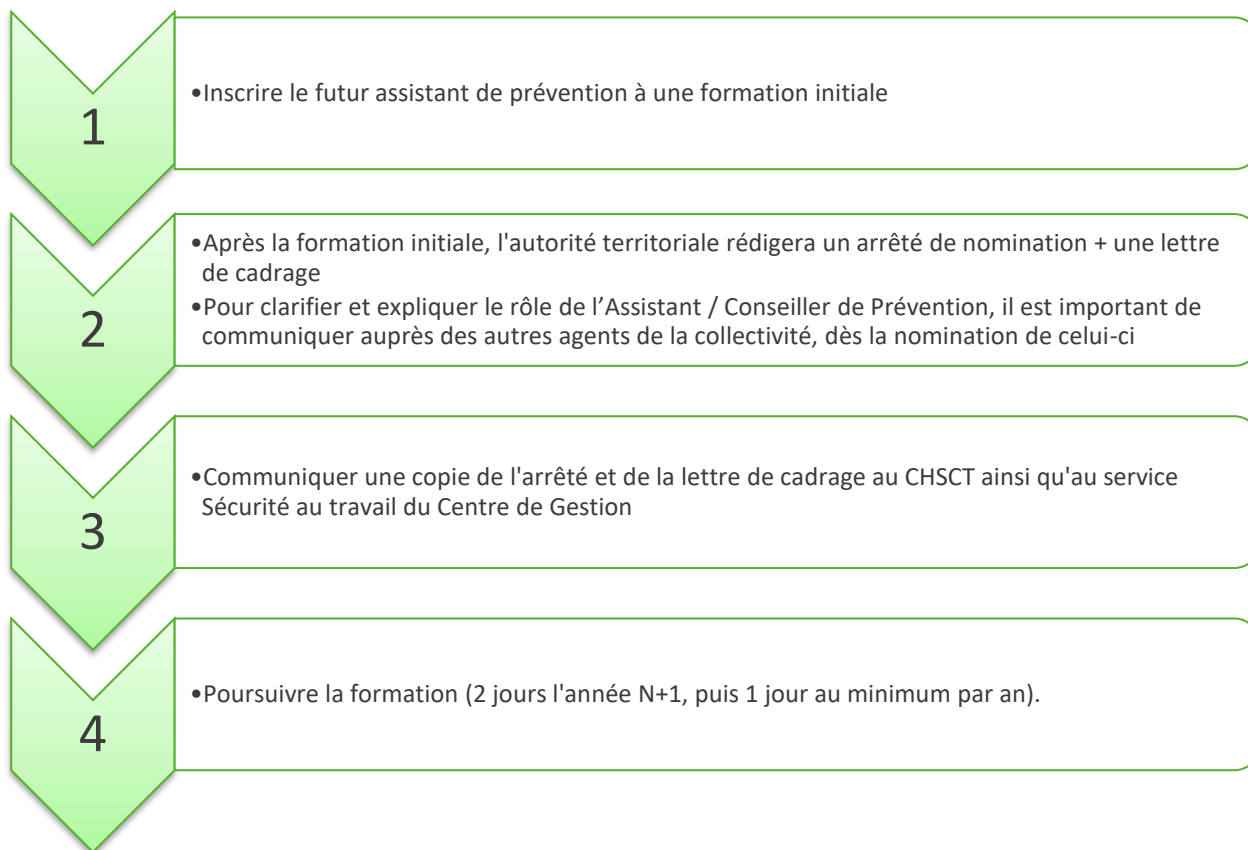 1
•Inscrire le futur assistant de prévention à une formation initiale
2
•Après la formation initiale, l'autorité territoriale rédigera un arrêté de nomination + une lettre
de cadrage
•Pour clarifier et expliquer le rôle de l’Assistant / Conseiller de Prévention, il est important de
communiquer auprès des autres agents de la collectivité, dès la nomination de celui-ci
3
•Communiquer une copie de l'arrêté et de la lettre de cadrage au CHSCT ainsi qu'au service
Sécurité au travail du Centre de Gestion
4
•Poursuivre la formation (2 jours l'année N+1, puis 1 jour au minimum par an).